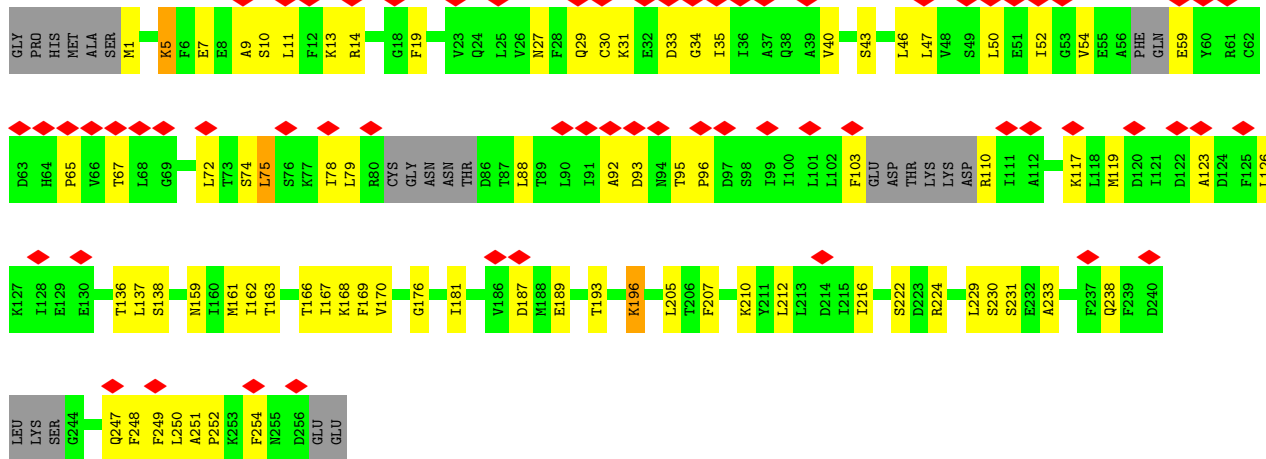 GLY PRO HIS MET ALA SER M1 K5 F6 E7 E8 A9 S10 L11 F12 K13 R14 G18 F19 V23 Q24 L25 V26 N27 F28 Q29 C30 K31 E32 D33 G34 I35 I36 A37 Q38 A39 V40 S43 L46 L47 V48 S49 L50 E51 I52 G53 V54 E55 A56 PHE GLN E59 Y60 R61 C62
D63 H64 P65 V66 T67 L68 G69 L72 T73 S74 L75 S76 K77 I78 L79 R80 CYS GLY ASN ASN THR D86 T87 L88 T89 L90 I91 A92 D93 N94 T95 P96 D97 S98 I99 I100 L101 L102 F103 GLU ASP THR LYS LYS ASP R110 I111 A112 K117 L118 M119 D120 I121 D122 A123 D124 F125 L126
K127 I128 E129 E130 T136 L137 S138 N159 I160 M161 I162 T163 T166 I167 K168 F169 V170 G176 I181 V186 D187 M188 E189 T193 K196 L205 T206 F207 K210 Y211 L212 L213 D214 I215 I216 S222 D223 R224 L229 S230 S231 E232 A233 F237 Q238 F239 D240
LEU LYS SER G244 Q247 F248 F249 L250 A251 P252 K253 F254 N255 D256 GLU GLU